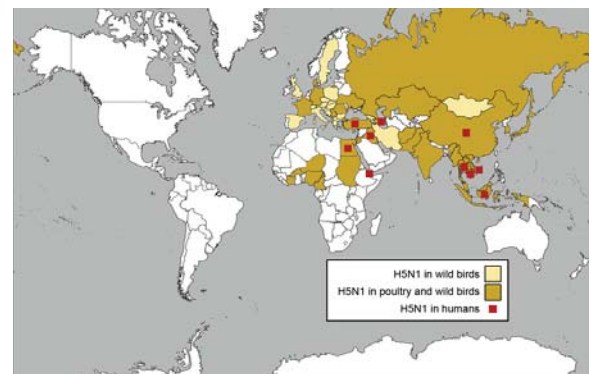 H5N1 in wild birds
H5N1 in poultry and wild birds
H5N1 in humans